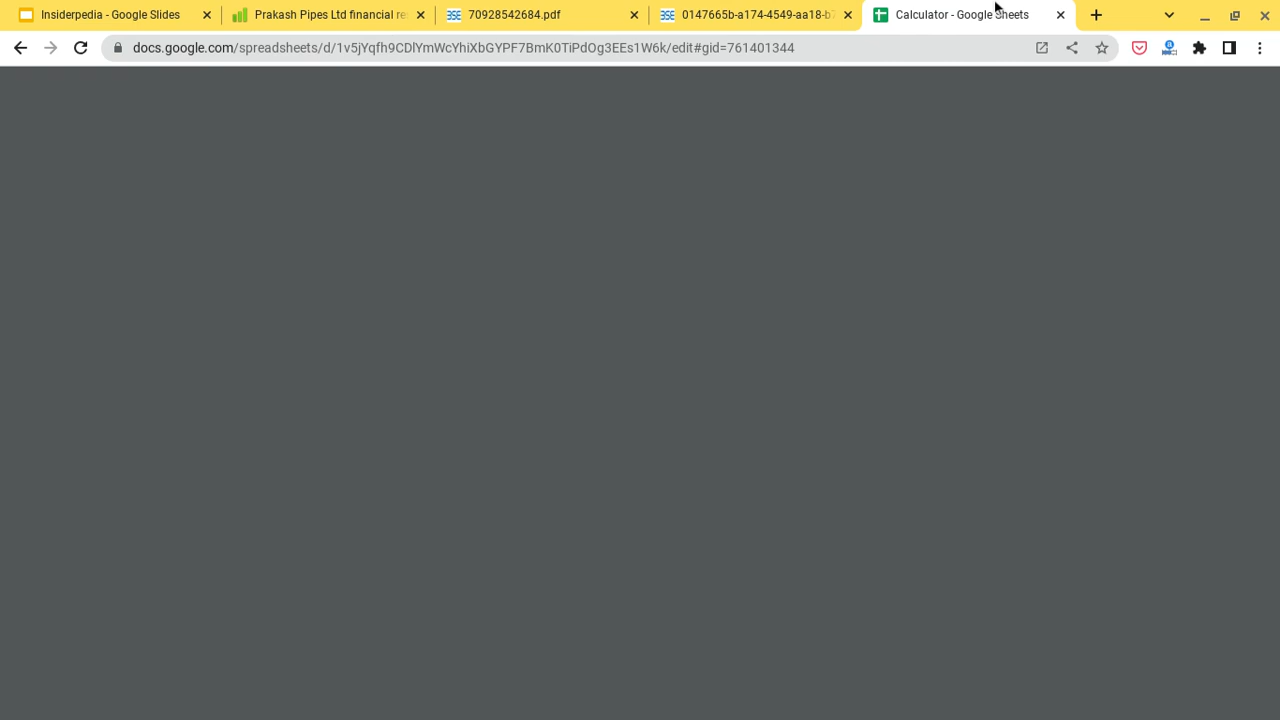 Insiderpedia - Google Slides
Prakash Pipes Ltd financial re
70928542684.pdf
0147665b-a174-4549-aa18-b7
Calculator - Google Sheets
docs.google.com/spreadsheets/d/1v5jYqfh9CDlYmWcYhiXbGYPF7BmK0TiPdOg3EEs1W6k/edit#gid=761401344